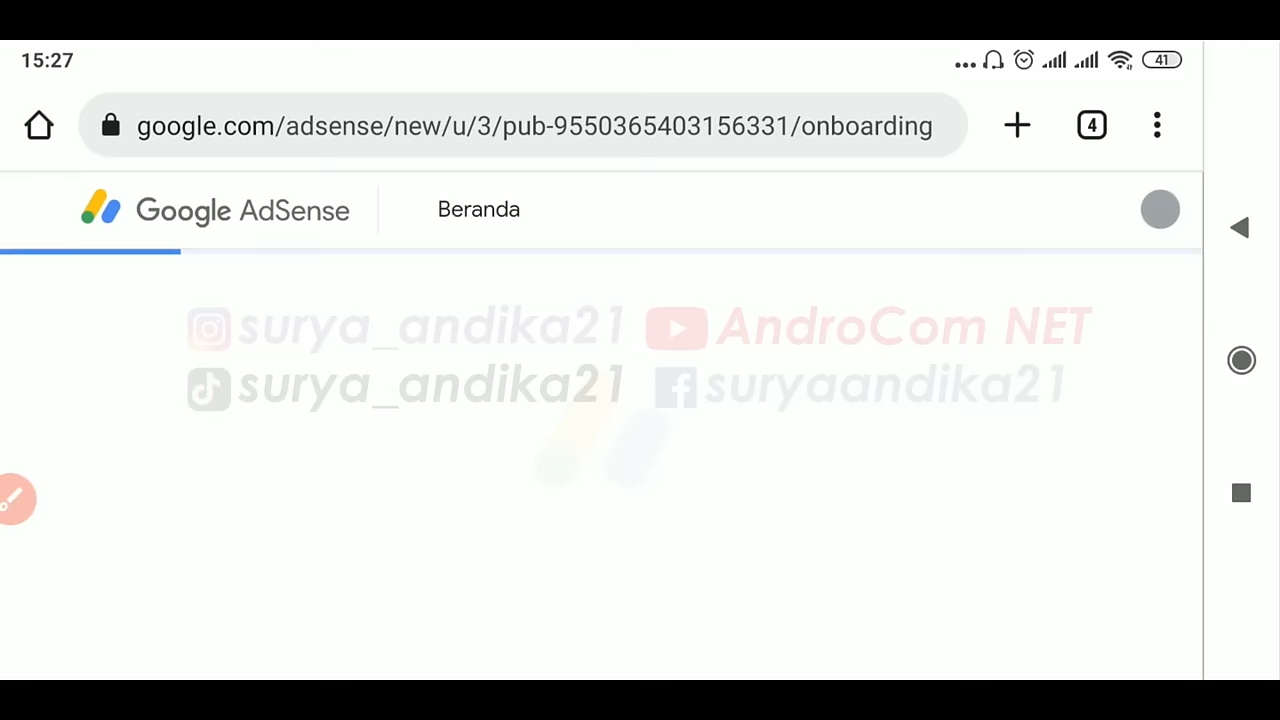 15:27
41
google.com/adsense/new/u/3/pub-9550365403156331/onboarding
4
Google AdSense
Beranda
surya_andika21 AndroCom NET
surya_andika21 suryaandika21